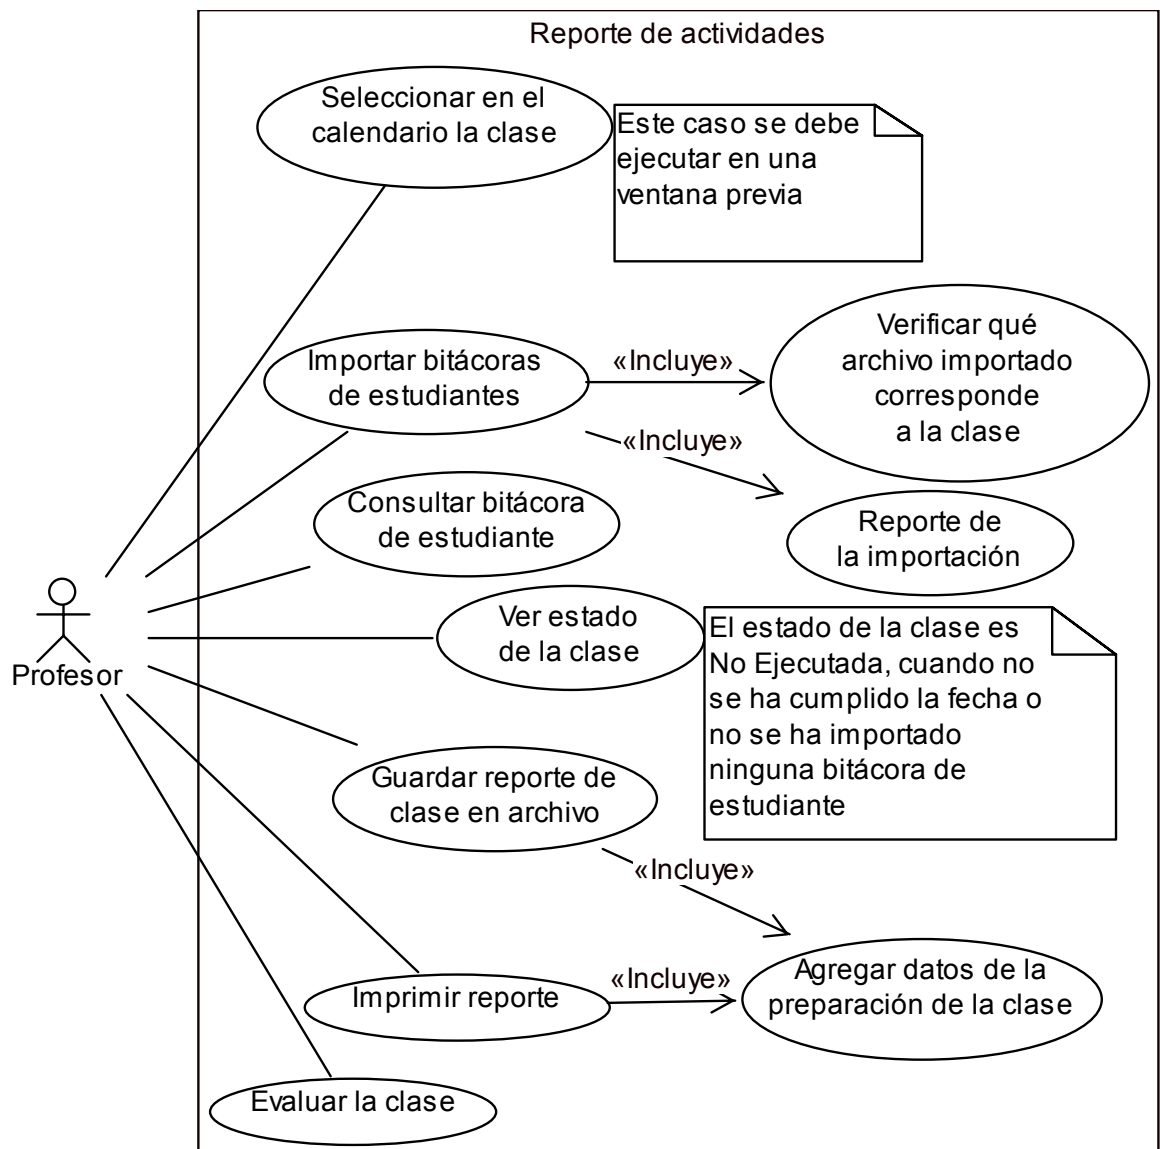 Reporte de actividades
Seleccionar en el
calendario la clase
Este caso se debe
ejecutar en una
ventana previa
Importar bitácoras
de estudiantes
«Incluye»
Verificar qué
archivo importado
corresponde
a la clase
«Incluye»
Consultar bitácora
de estudiante
Reporte de
la importación
Ver estado
de la clase
El estado de la clase es
No Ejecutada, cuando no
se ha cumplido la fecha o
no se ha importado
ninguna bitácora de
estudiante
Profesor
Guardar reporte de
clase en archivo
«Incluye»
Imprimir reporte
«Incluye»
Agregar datos de la
preparación de la clase
Evaluar la clase